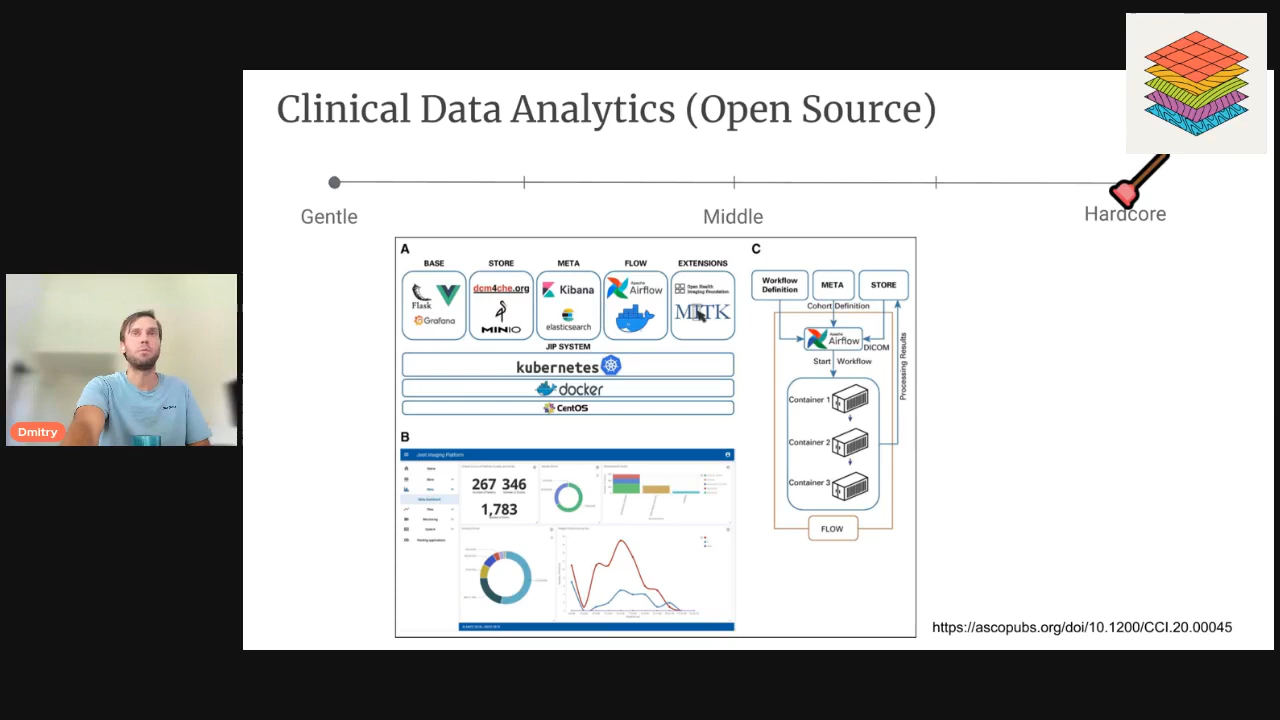 Clinical Data Analytics (Open Source)
Gentle
Middle
Hardcore
A
BASE
STORE
META
FLOW
EXTENSIONS
Flask
Grafana
dcm4che.org
MINIO
Kibana
elasticsearch
APACHE
Airflow
Open Health
Imaging Foundation
MITK
JIP SYSTEM
kubernetes
docker
CentOS
B
Joint Imaging Platform
267 346
1,783
C
Workflow
Definition
META
STORE
Cohort Definition
Airflow
DICOM
Start Workflow
Processing Results
Container 1
Container 2
Container 3
FLOW
https://ascopubs.org/doi/10.1200/CCI.20.00045
Dmitry